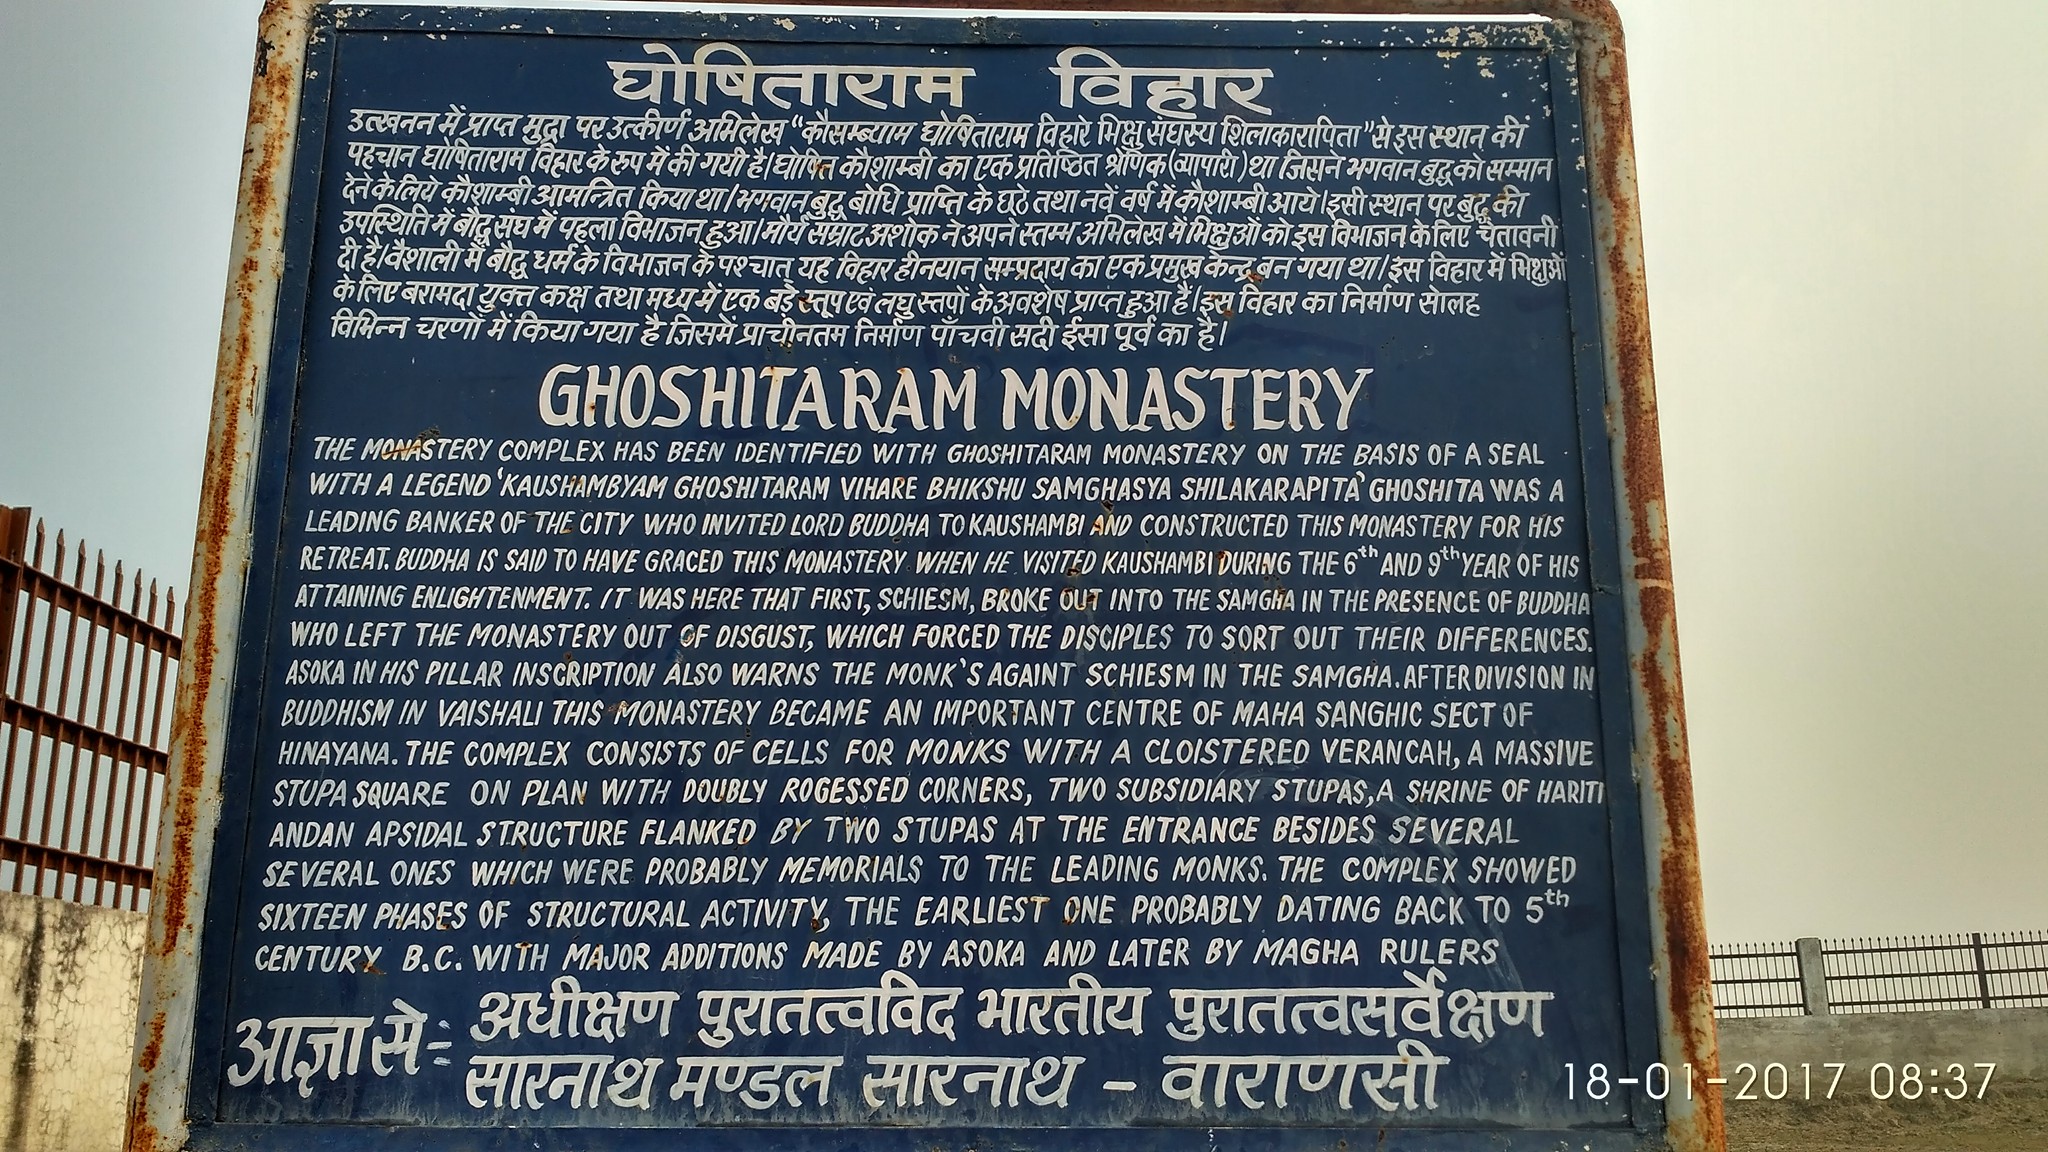 घोषिताराम विहार
उत्खनन में प्राप्त मुद्रा पर उत्कीर्ण अभिलेख "कौसम्ब्याम घोषिताराम विहारे भिक्षु संघस्य शिलाकारापिता" से इस स्थान की
पहचान घोषिताराम विहार के रूप में की गयी है। घोषित कौशाम्बी का एक प्रतिष्ठित श्रेणिक (व्यापारी) था जिसने भगवान बुद्ध को सम्मान
देने के लिये कौशाम्बी आमन्त्रित किया था। भगवान बुद्ध बोधि प्राप्ति के छठे तथा नवें वर्ष में कौशाम्बी आये। इसी स्थान पर बुद्ध की
उपस्थिति में बौद्ध संघ में पहला विभाजन हुआ। मौर्य सम्राट अशोक ने अपने स्तम्भ अभिलेख में भिक्षुओं को इस विभाजन के लिए चेतावनी
दी है। वैशाली में बौद्ध धर्म के विभाजन के पश्चात् यह विहार हीनयान सम्प्रदाय का एक प्रमुख केन्द्र बन गया था। इस विहार में भिक्षुओं
के लिए बरामदा युक्त कक्ष तथा मध्य में एक बड़े स्तूप एवं लघु स्तपों के अवशेष प्राप्त हुआ हैं। इस विहार का निर्माण सोलह
विभिन्न चरणों में किया गया है जिसमें प्राचीनतम निर्माण पाँचवी सदी ईसा पूर्व का है।
GHOSHITARAM MONASTERY
THE MONASTERY COMPLEX HAS BEEN IDENTIFIED WITH GHOSHITARAM MONASTERY ON THE BASIS OF A SEAL
WITH A LEGEND 'KAUSHAMBYAM GHOSHITARAM VIHARE BHIKSHU SAMGHASYA SHILAKARAPITA' GHOSHITA WAS A
LEADING BANKER OF THE CITY WHO INVITED LORD BUDDHA TO KAUSHAMBI AND CONSTRUCTED THIS MONASTERY FOR HIS
RETREAT. BUDDHA IS SAID TO HAVE GRACED THIS MONASTERY WHEN HE VISITED KAUSHAMBI DURING THE 6th AND 9th YEAR OF HIS
ATTAINING ENLIGHTENMENT. IT WAS HERE THAT FIRST, SCHIESM, BROKE OUT INTO THE SAMGHA IN THE PRESENCE OF BUDDHA
WHO LEFT THE MONASTERY OUT OF DISGUST, WHICH FORCED THE DISCIPLES TO SORT OUT THEIR DIFFERENCES.
ASOKA IN HIS PILLAR INSCRIPTION ALSO WARNS THE MONK'S AGAINT SCHIESM IN THE SAMGHA. AFTER DIVISION IN
BUDDHISM IN VAISHALI THIS MONASTERY BECAME AN IMPORTANT CENTRE OF MAHA SANGHIC SECT OF
HINAYANA. THE COMPLEX CONSISTS OF CELLS FOR MONKS WITH A CLOISTERED VERANCAH, A MASSIVE
STUPA SQUARE ON PLAN WITH DOUBLY ROGESSED CORNERS, TWO SUBSIDIARY STUPAS, A SHRINE OF HARITI
ANDAN APSIDAL STRUCTURE FLANKED BY TWO STUPAS AT THE ENTRANCE BESIDES SEVERAL
SEVERAL ONES WHICH WERE PROBABLY MEMORIALS TO THE LEADING MONKS. THE COMPLEX SHOWED
SIXTEEN PHASES OF STRUCTURAL ACTIVITY, THE EARLIEST ONE PROBABLY DATING BACK TO 5th
CENTURY B.C. WITH MAJOR ADDITIONS MADE BY ASOKA AND LATER BY MAGHA RULERS
आज्ञा से:- अधीक्षण पुरातत्वविद भारतीय पुरातत्वसर्वेक्षण
सारनाथ मण्डल सारनाथ - वाराणसी
18-01-2017 08:37